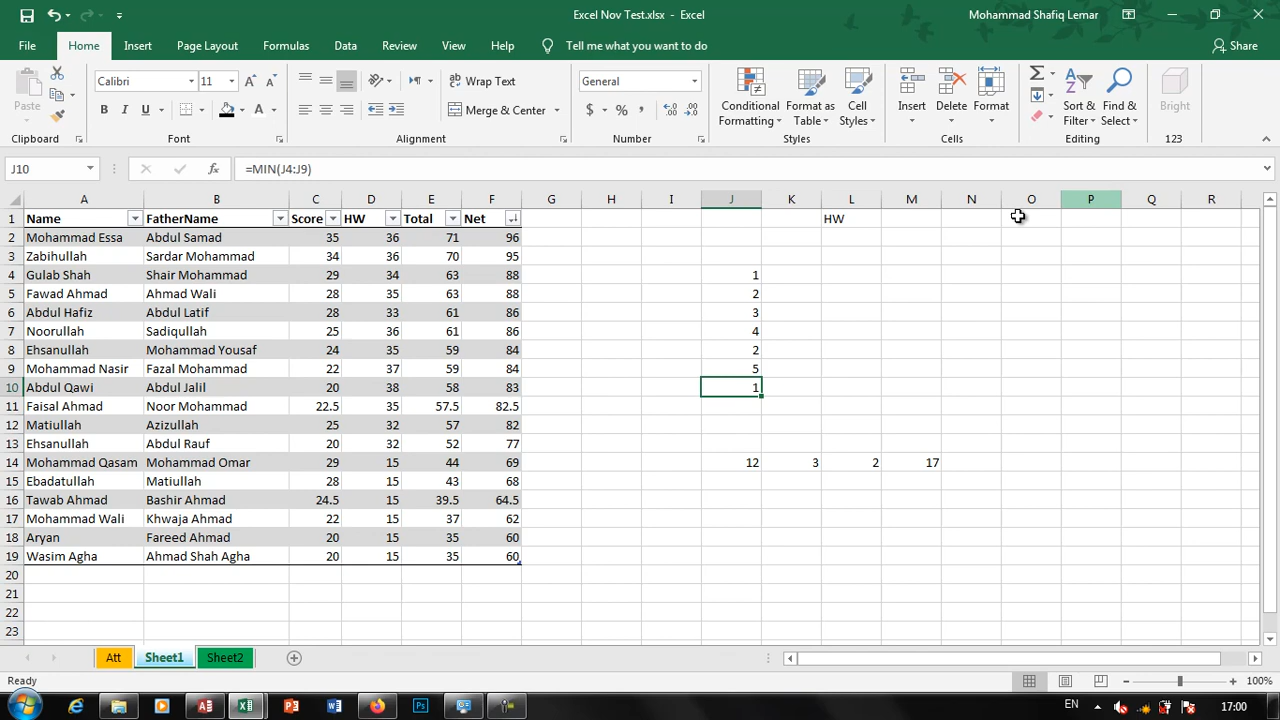 Excel Nov Test.xlsx - Excel
Mohammad Shafiq Lemar
File Home Insert Page Layout Formulas Data Review View Help Tell me what you want to do Share
Paste
Clipboard
Calibri 11
B I U
Font
Wrap Text
Merge & Center
Alignment
General
$ % ,
Number
Conditional Formatting
Format as Table
Cell Styles
Styles
Insert Delete Format
Cells
Sort & Filter
Find & Select
Editing
Bright
123
J10 fx =MIN(J4:J9)
A B C D E F G H I J K L M N O P Q R
1 Name FatherName Score HW Total Net HW
2 Mohammad Essa Abdul Samad 35 36 71 96
3 Zabihullah Sardar Mohammad 34 36 70 95
4 Gulab Shah Shair Mohammad 29 34 63 88 1
5 Fawad Ahmad Ahmad Wali 28 35 63 88 2
6 Abdul Hafiz Abdul Latif 28 33 61 86 3
7 Noorullah Sadiqullah 25 36 61 86 4
8 Ehsanullah Mohammad Yousaf 24 35 59 84 2
9 Mohammad Nasir Fazal Mohammad 22 37 59 84 5
10 Abdul Qawi Abdul Jalil 20 38 58 83 1
11 Faisal Ahmad Noor Mohammad 22.5 35 57.5 82.5
12 Matiullah Azizullah 25 32 57 82
13 Ehsanullah Abdul Rauf 20 32 52 77
14 Mohammad Qasam Mohammad Omar 29 15 44 69 12 3 2 17
15 Ebadatullah Matiullah 28 15 43 68
16 Tawab Ahmad Bashir Ahmad 24.5 15 39.5 64.5
17 Mohammad Wali Khwaja Ahmad 22 15 37 62
18 Aryan Fareed Ahmad 20 15 35 60
19 Wasim Agha Ahmad Shah Agha 20 15 35 60
20
21
22
23
Att Sheet1 Sheet2
Ready 100%
EN 17:00